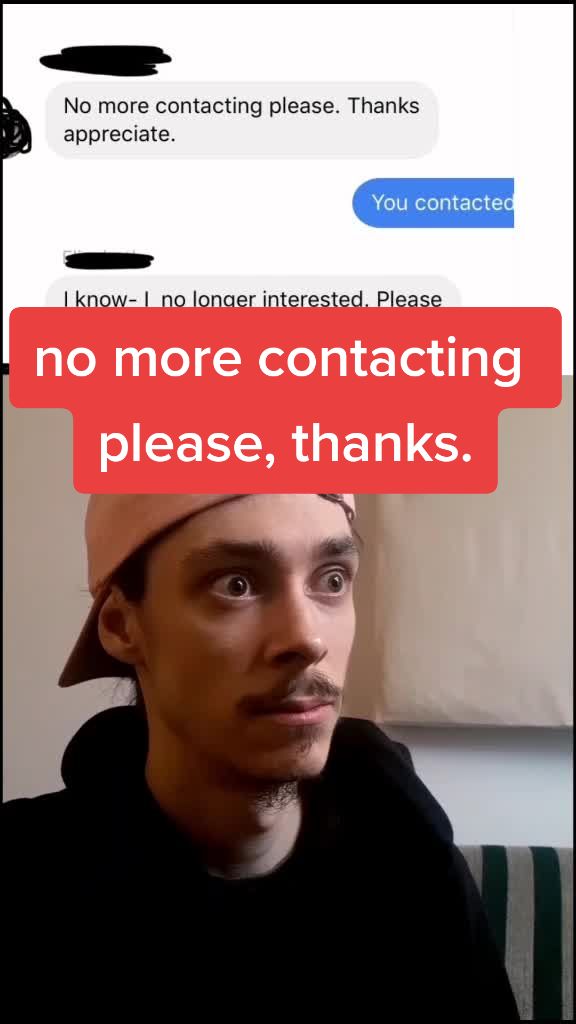 No more contacting please. Thanks
appreciate.
You contacted
I know- I no longer interested. Please
no more contacting
please, thanks.